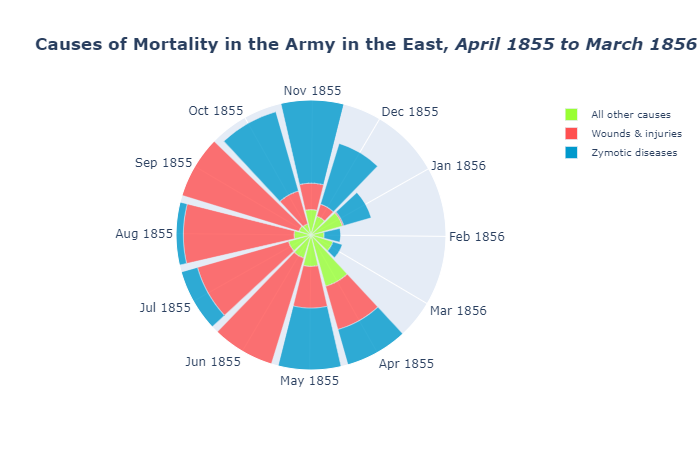 Causes of Mortality in the Army in the East, April 1855 to March 1856
Nov 1855
Dec 1855
Oct 1855
Jan 1856
Sep 1855
Feb 1856
Aug 1855
Mar 1856
Jul 1855
Apr 1855
Jun 1855
May 1855
All other causes
Wounds & injuries
Zymotic diseases